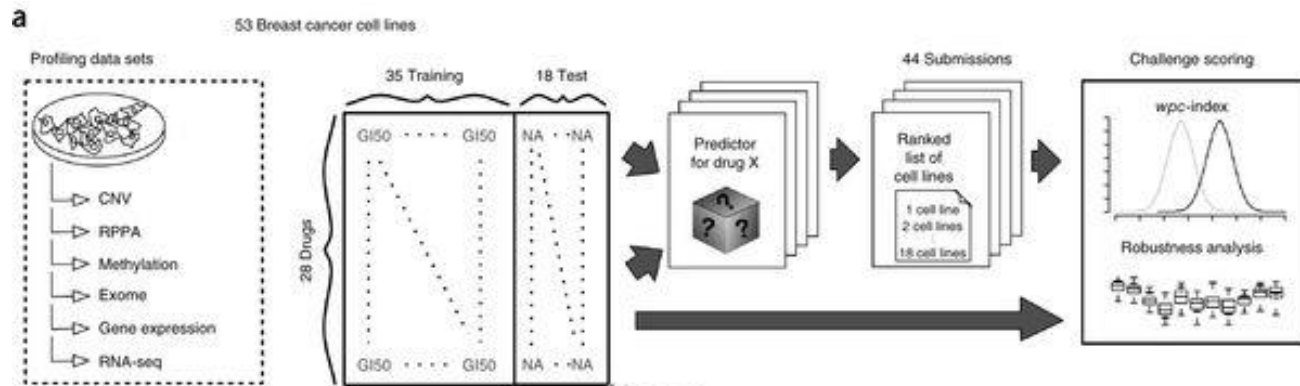 a
53 Breast cancer cell lines
Profiling data sets
CNV
RPPA
Methylation
Exome
Gene expression
RNA-seq
35 Training
18 Test
28 Drugs
GI50 GI50 NA NA
GI50 GI50 NA NA
Predictor
for drug X
? ? ?
44 Submissions
Ranked
list of
cell lines
1 cell line
2 cell lines
18 cell lines
Challenge scoring
wpc-index
Robustness analysis